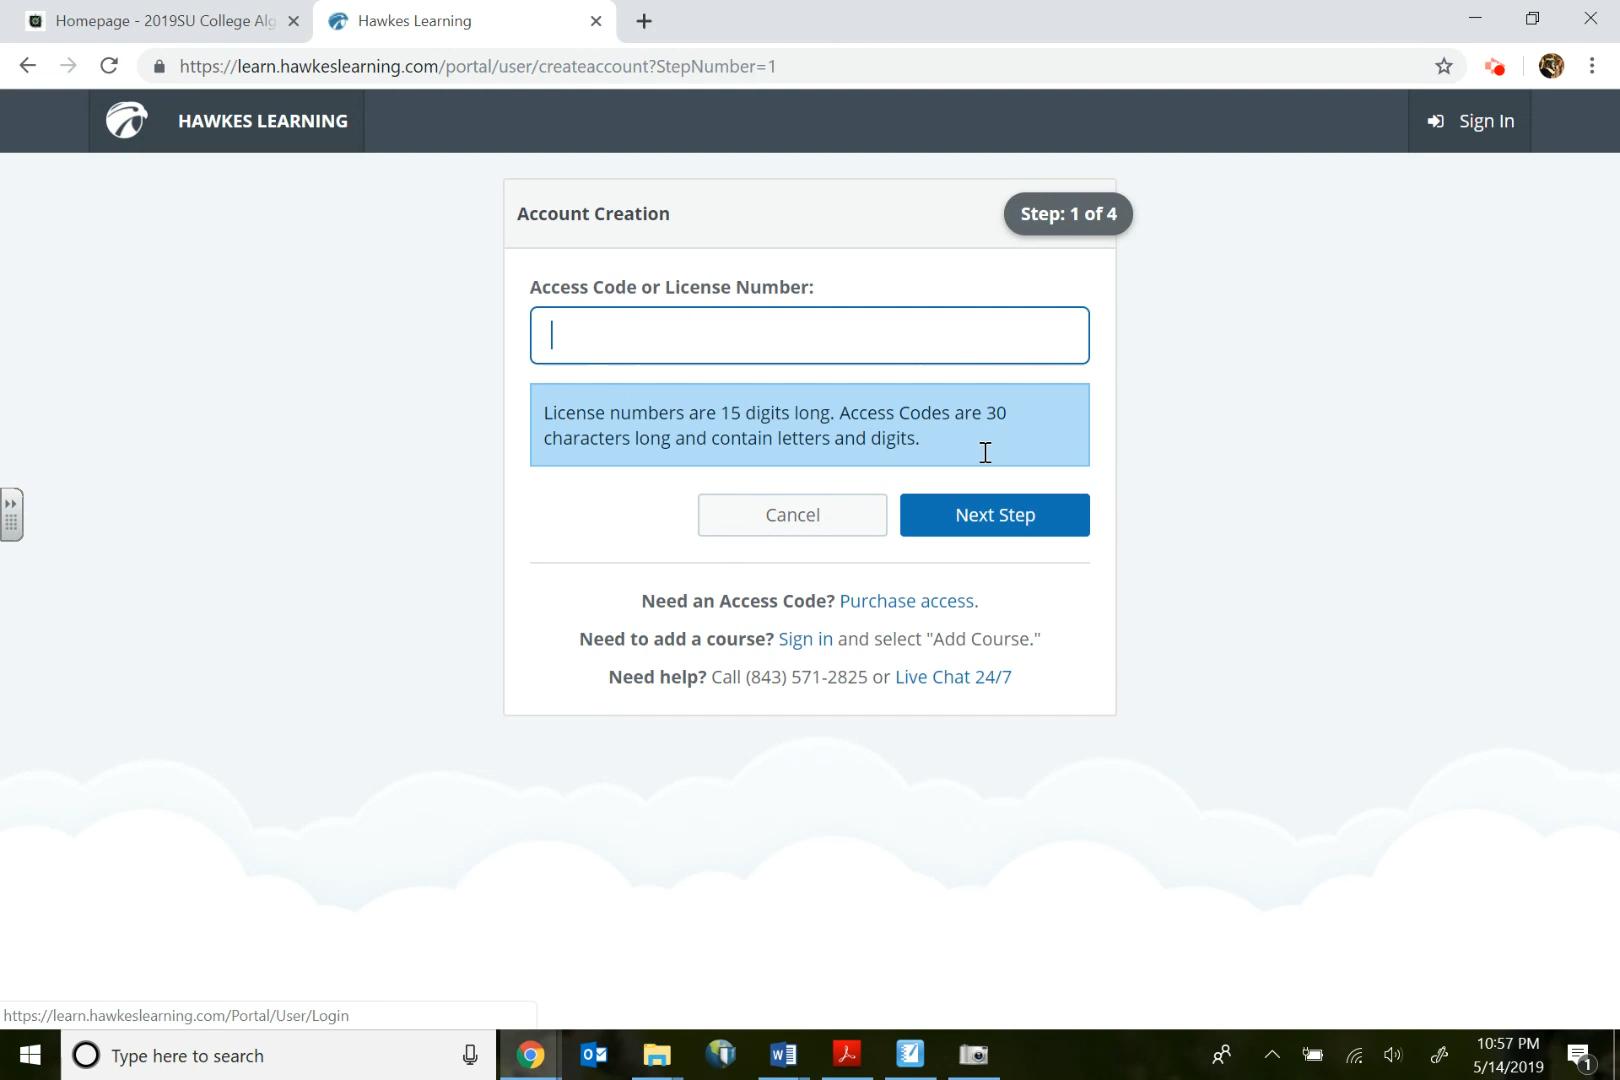 Homepage - 2019SU College Alg
Hawkes Learning
https://learn.hawkeslearning.com/portal/user/createaccount?StepNumber=1
HAWKES LEARNING
Sign In
Account Creation
Step: 1 of 4
Access Code or License Number:
License numbers are 15 digits long. Access Codes are 30
characters long and contain letters and digits.
Cancel
Next Step
Need an Access Code? Purchase access.
Need to add a course? Sign in and select "Add Course."
Need help? Call (843) 571-2825 or Live Chat 24/7
https://learn.hawkeslearning.com/Portal/User/Login
Type here to search
10:57 PM
5/14/2019
1